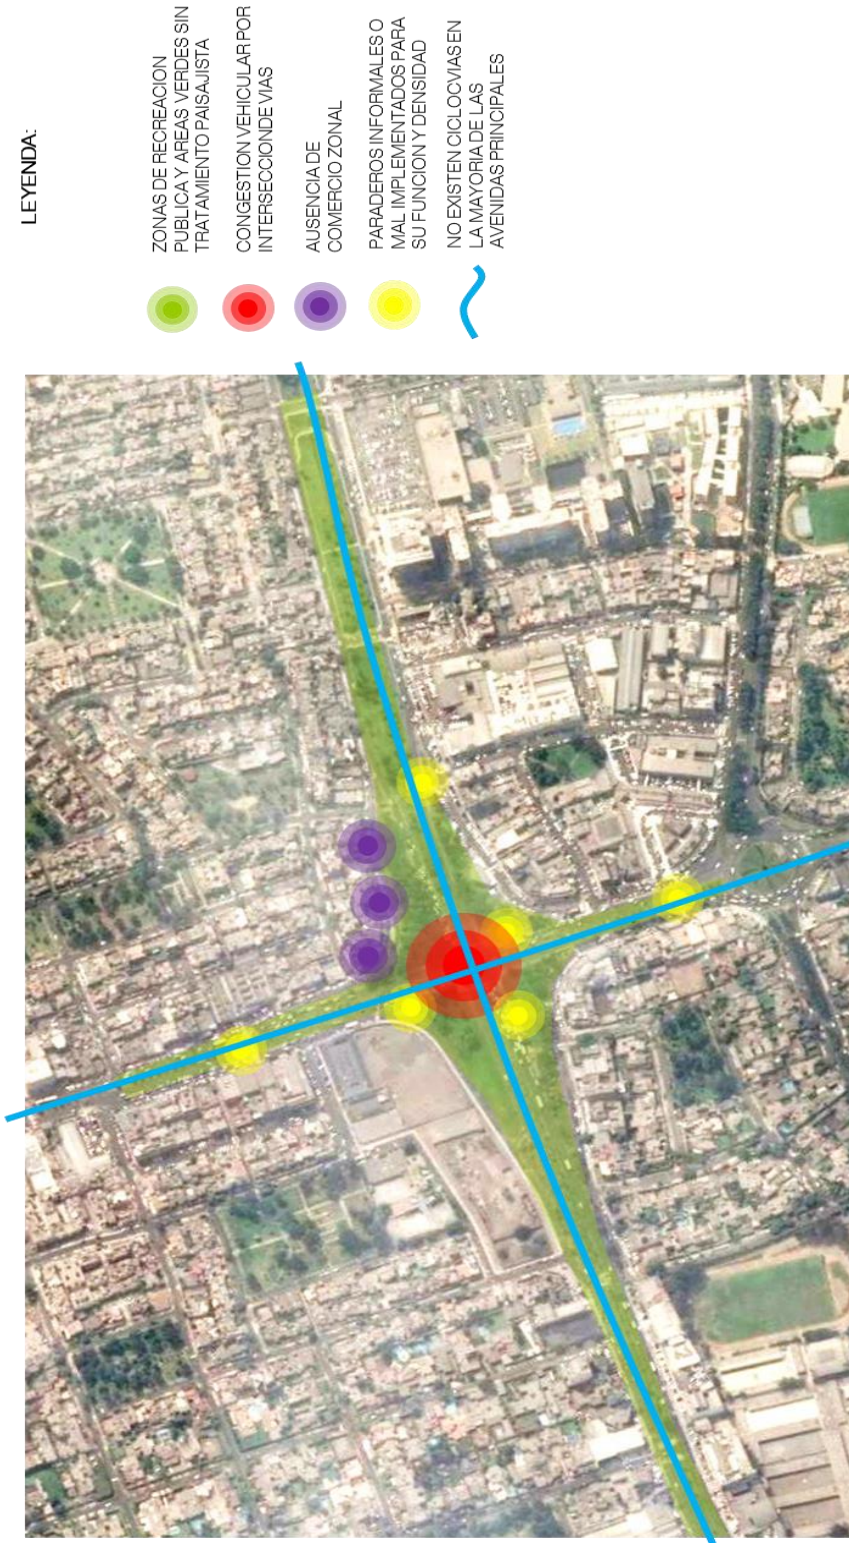 LEYENDA:
ZONAS DE RECREACION
PUBLICA Y AREAS VERDES SIN
TRATAMIENTO PAISAJISTA
CONGESTION VEHICULAR POR
INTERSECCION DE VIAS
AUSENCIA DE
COMERCIO ZONAL
PARADEROS INFORMALES O
MAL IMPLEMENTADOS PARA
SU FUNCION Y DENSIDAD
NO EXISTEN CICLOCVIAS EN
LA MAYORIA DE LAS
AVENIDAS PRINCIPALES